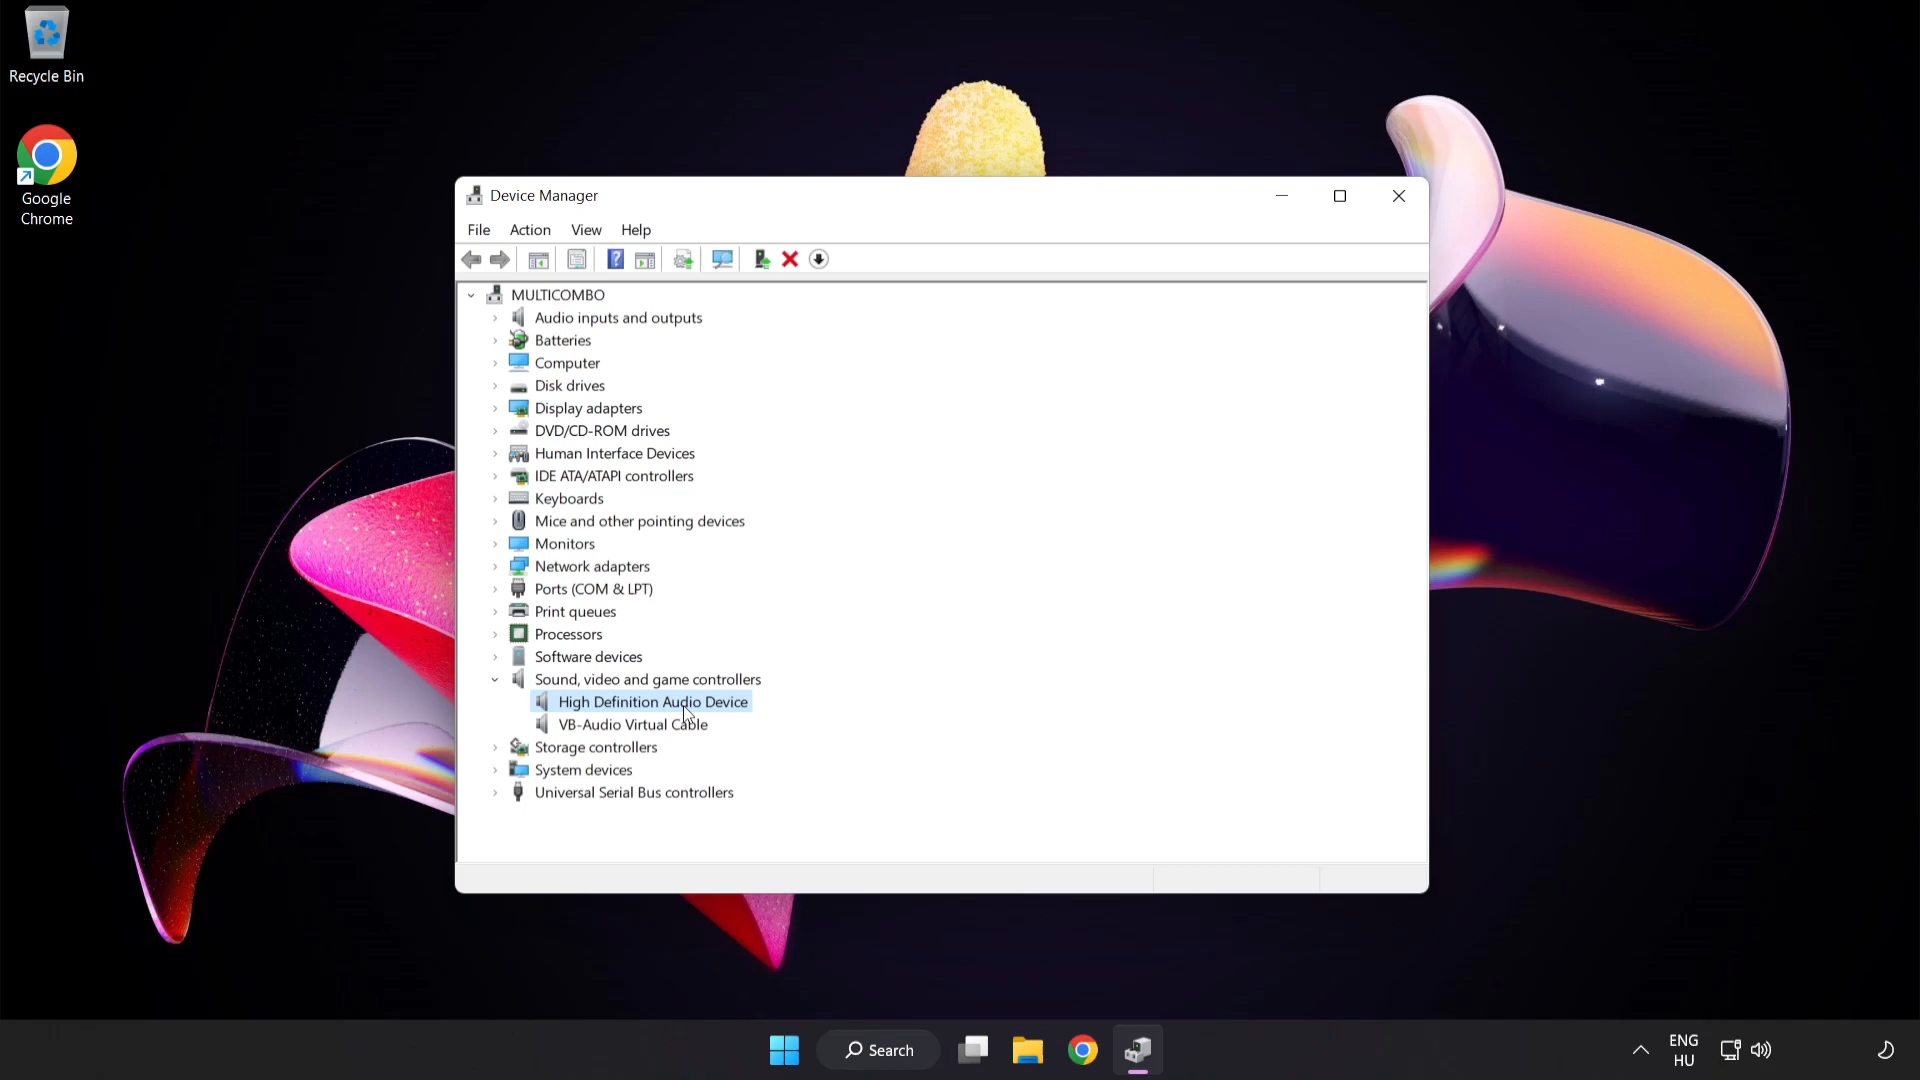 Recycle Bin
Google
Chrome
Device Manager
File Action View Help
MULTICOMBO
Audio inputs and outputs
Batteries
Computer
Disk drives
Display adapters
DVD/CD-ROM drives
Human Interface Devices
IDE ATA/ATAPI controllers
Keyboards
Mice and other pointing devices
Monitors
Network adapters
Ports (COM & LPT)
Print queues
Processors
Software devices
Sound, video and game controllers
High Definition Audio Device
VB-Audio Virtual Cable
Storage controllers
System devices
Universal Serial Bus controllers
Search
ENG
HU